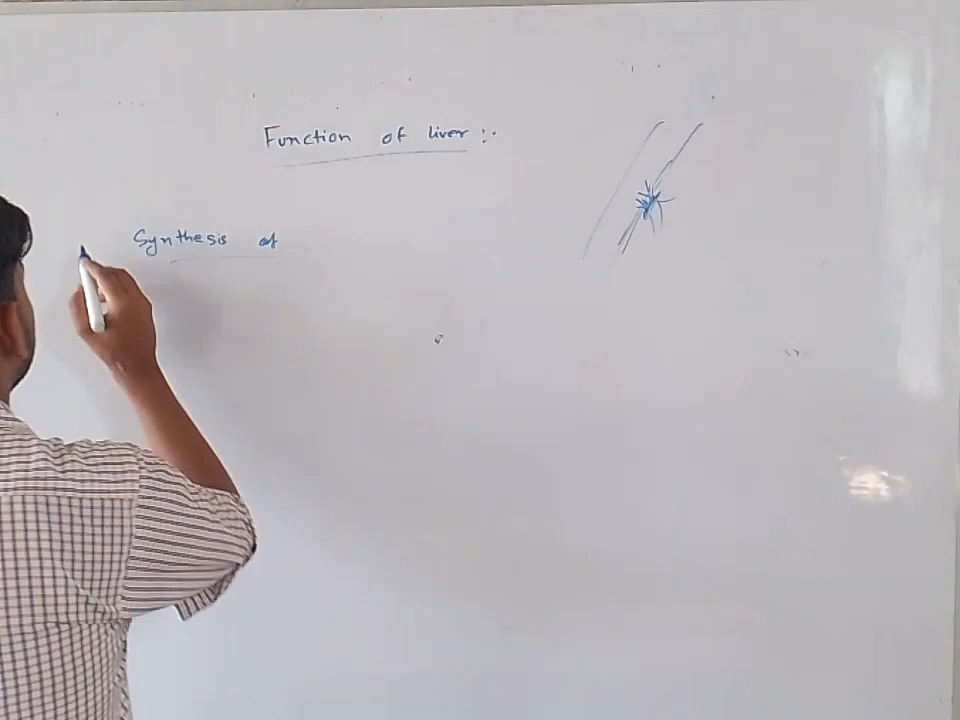 Function of liver :-
Synthesis of